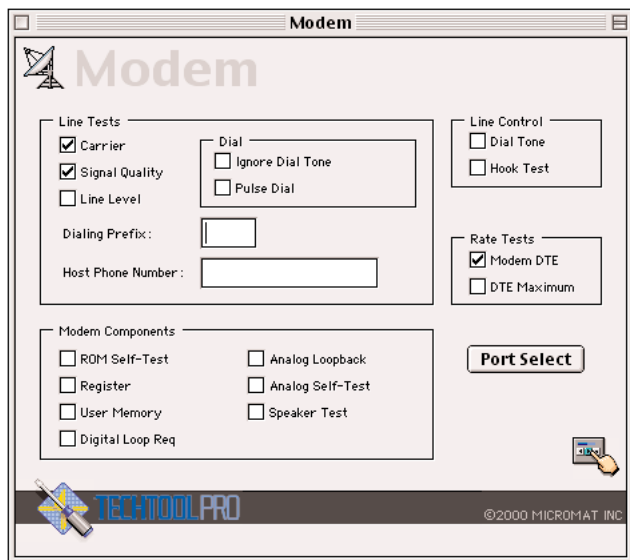 Modem
Modem
Line Tests
Carrier
Signal Quality
Line Level
Dial
Ignore Dial Tone
Pulse Dial
Dialing Prefix:
Host Phone Number:
Line Control
Dial Tone
Hook Test
Rate Tests
Modem DTE
DTE Maximum
Modem Components
ROM Self-Test
Register
User Memory
Digital Loop Req
Analog Loopback
Analog Self-Test
Speaker Test
Port Select
TECHTOOL PRO
©2000 MICROMAT INC